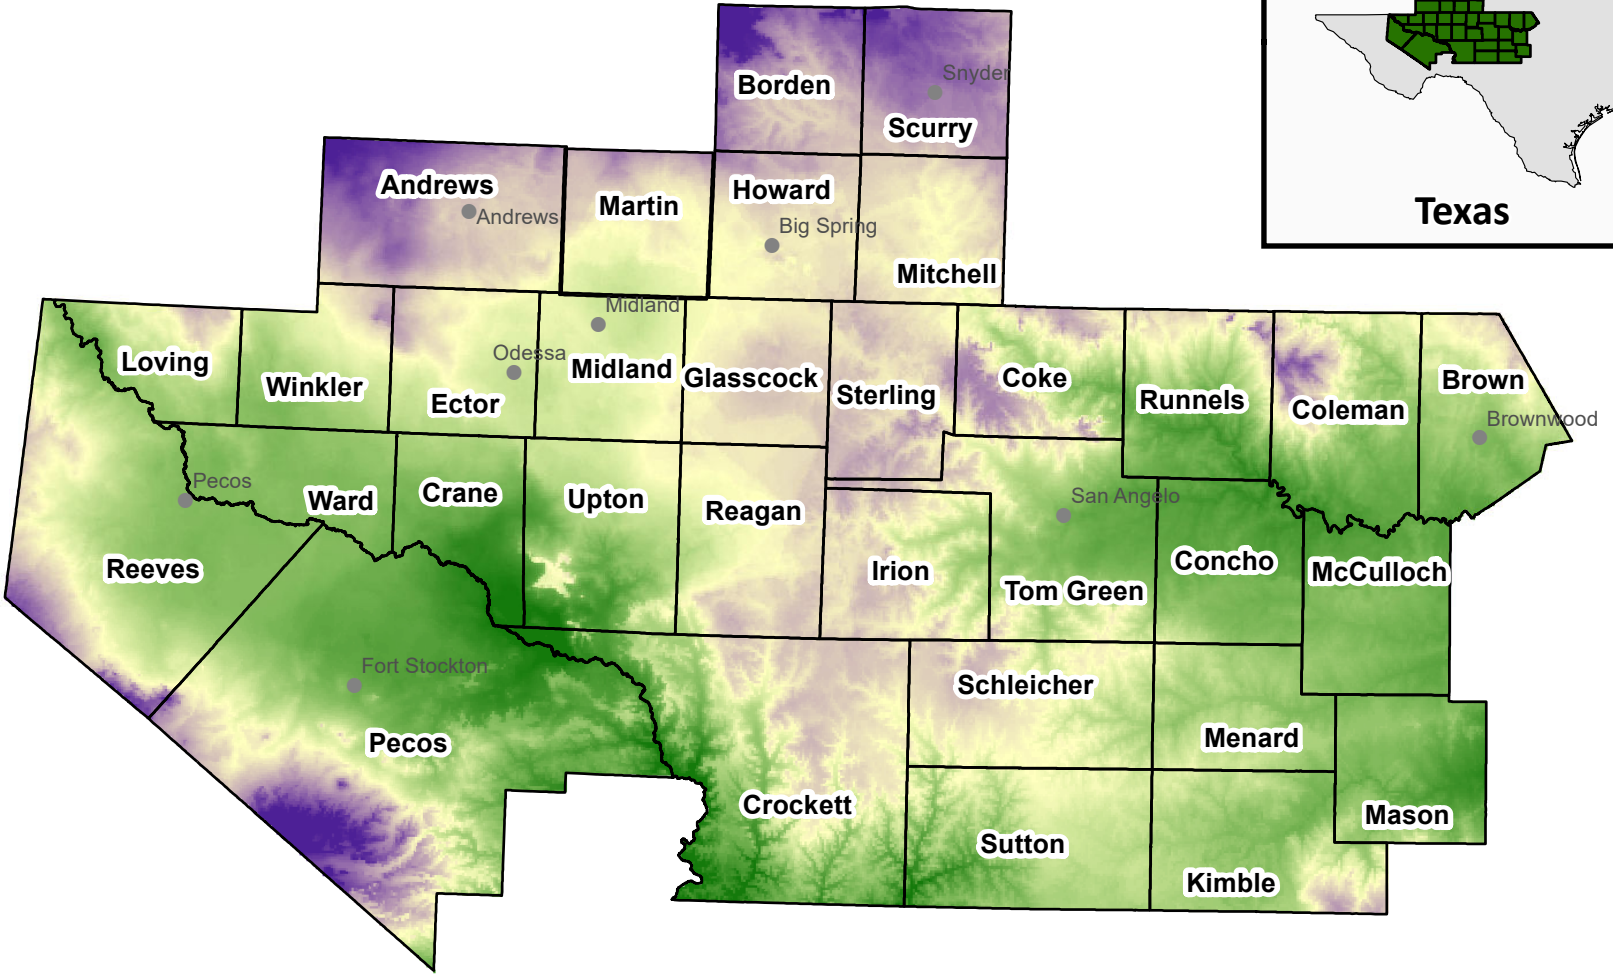 Borden
Snyder
Scurry
Texas
Andrews
Andrews
Martin
Howard
Big Spring
Mitchell
Midland
Loving
Winkler
Odessa
Ector
Midland
Glasscock
Sterling
Coke
Runnels
Coleman
Brown
Brownwood
Pecos
Ward
Crane
Upton
Reagan
San Angelo
Reeves
Irion
Tom Green
Concho
McCulloch
Fort Stockton
Pecos
Schleicher
Menard
Crockett
Sutton
Kimble
Mason